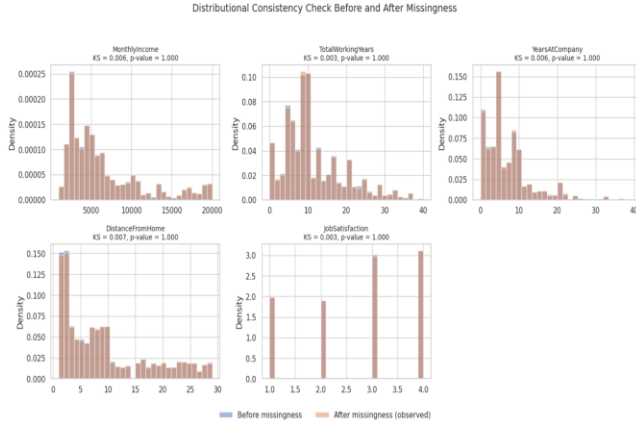 Distributional Consistency Check Before and After Missingness
MonthlyIncome
KS = 0.006, p-value = 1.000
TotalWorkingYears
KS = 0.003, p-value = 1.000
YearsAtCompany
KS = 0.006, p-value = 1.000
Density
0.00025
0.00020
0.00015
0.00010
0.00005
0.00000
5000 10000 15000 20000
Density
0.10
0.08
0.06
0.04
0.02
0.00
0 10 20 30 40
Density
0.150
0.125
0.100
0.075
0.050
0.025
0.000
0 10 20 30 40
DistanceFromHome
KS = 0.007, p-value = 1.000
JobSatisfaction
KS = 0.003, p-value = 1.000
Density
0.150
0.125
0.100
0.075
0.050
0.025
0.000
0 5 10 15 20 25 30
Density
3.0
2.5
2.0
1.5
1.0
0.5
0.0
1.0 1.5 2.0 2.5 3.0 3.5 4.0
Before missingness After missingness (observed)